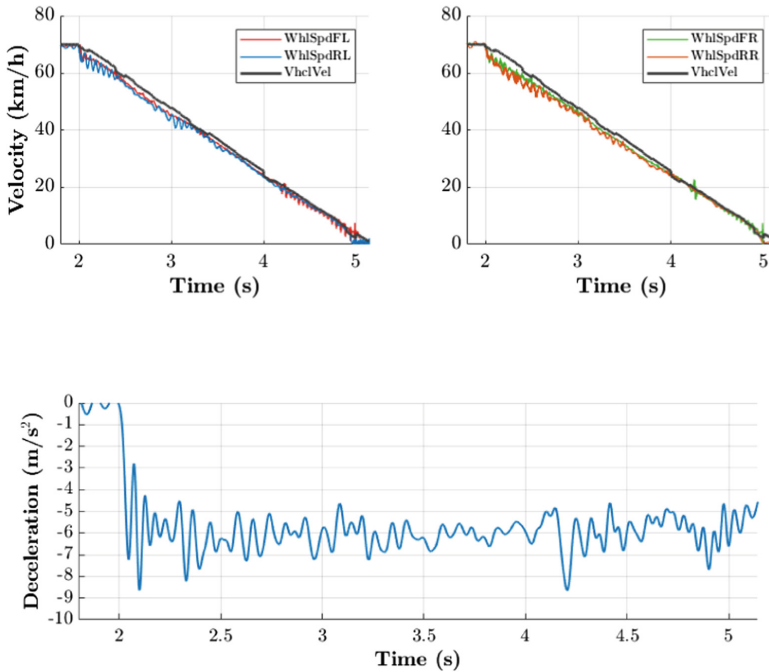 80
60
40
20
0
Velocity (km/h)
2 3 4 5
Time (s)
WhlSpdFL
WhlSpdRL
VhclVel
80
60
40
20
0
2 3 4 5
Time (s)
WhlSpdFR
WhlSpdRR
VhclVel
0
-1
-2
-3
-4
-5
-6
-7
-8
-9
-10
Deceleration (m/s²)
2 2.5 3 3.5 4 4.5 5
Time (s)